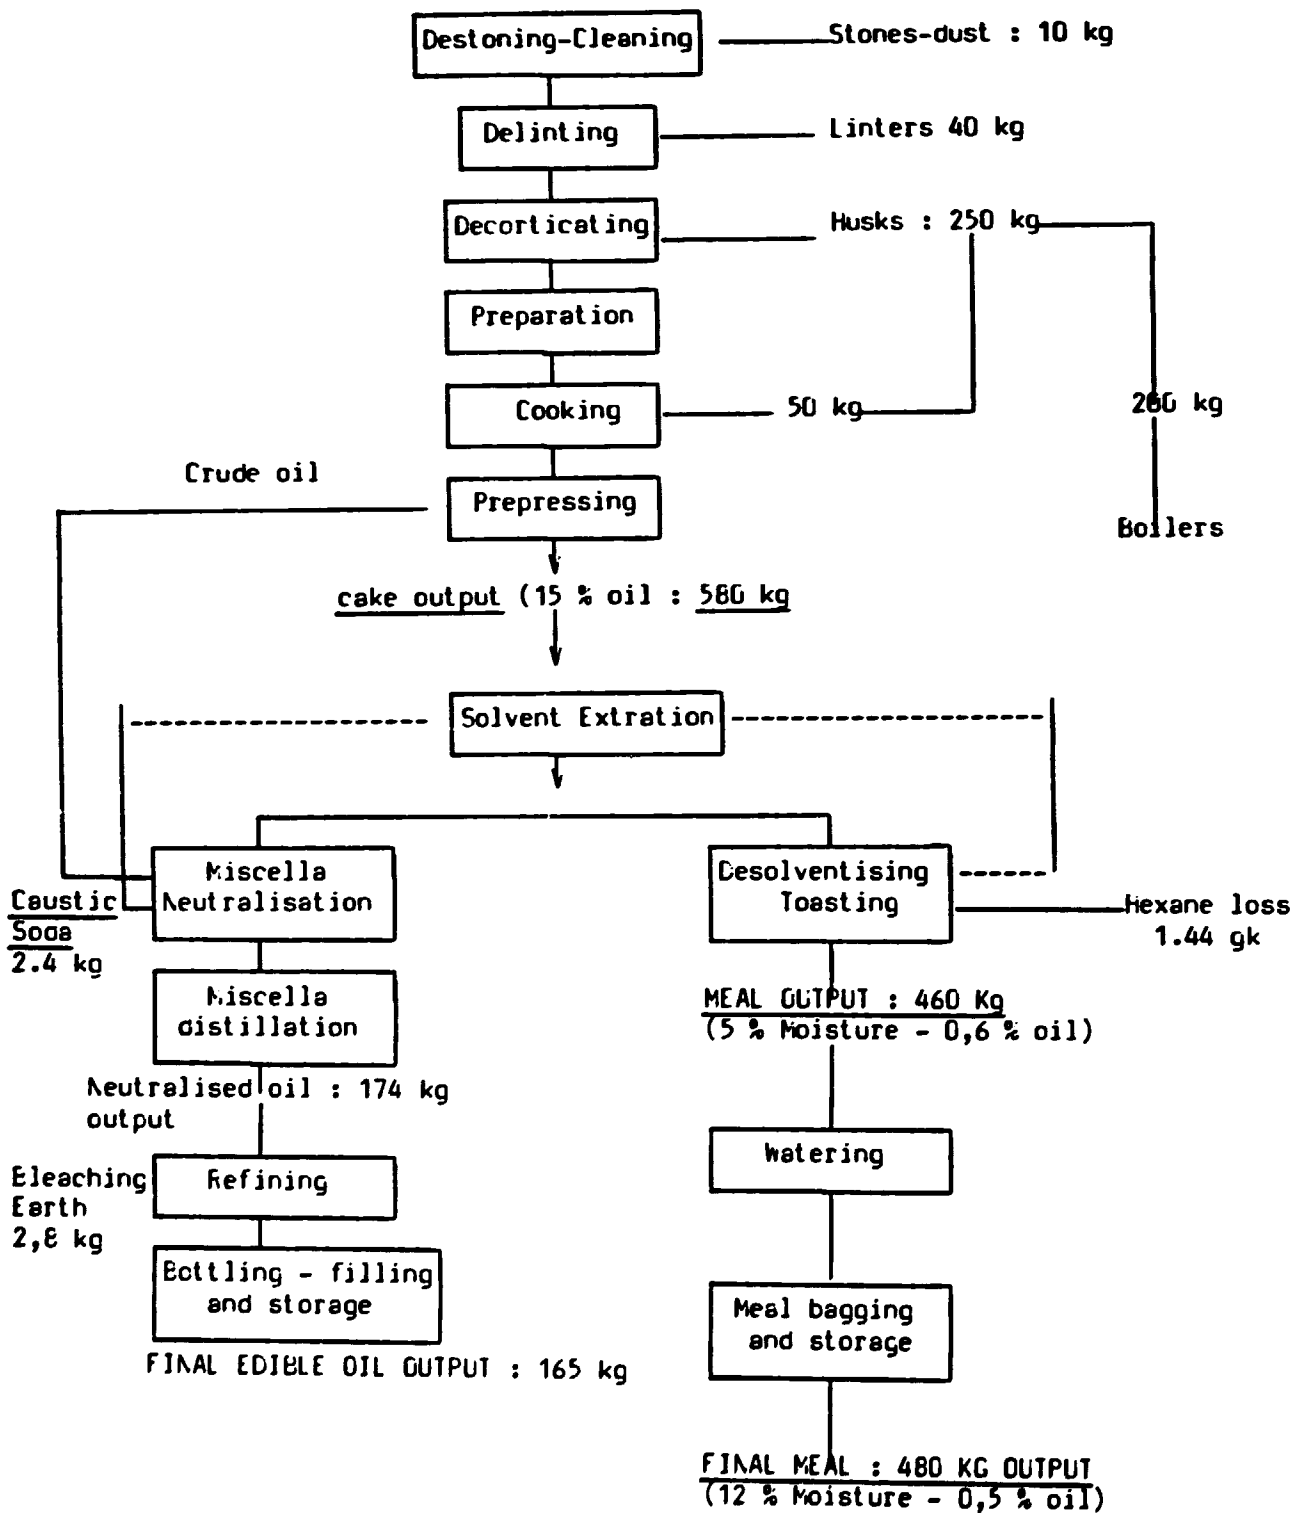 Destoning-Cleaning
Stones-dust : 10 kg
Delinting
Linters 40 kg
Decorticating
Husks : 250 kg
Preparation
Cooking
50 kg
200 kg
Crude oil
Prepressing
Boilers
cake output (15 % oil : 580 kg
Solvent Extration
Miscella
Neutralisation
Desolventising
Toasting
Caustic
Soda
2.4 kg
Hexane loss
1.44 gk
Miscella
distillation
MEAL OUTPUT : 460 Kg
(5 % Moisture - 0,6 % oil)
Neutralised oil : 174 kg
output
Watering
Bleaching
Earth
2,8 kg
Refining
Bottling - filling
and storage
Meal bagging
and storage
FINAL EDIBLE OIL OUTPUT : 165 kg
FINAL MEAL : 480 KG OUTPUT
(12 % Moisture - 0,5 % oil)